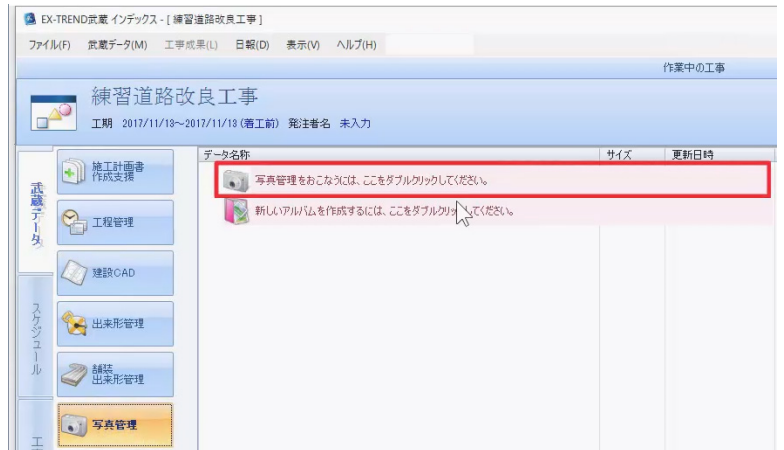 EX-TREND武蔵 インデックス - [ 練習道路改良工事 ]
ファイル(F) 武蔵データ(M) 工事成果(L) 日報(D) 表示(V) ヘルプ(H)
作業中の工事
練習道路改良工事
工期 2017/11/13～2017/11/13 (着工前) 発注者名 未入力
武蔵データ
スケジュール
施工計画書
作成支援
工程管理
建設CAD
出来形管理
舗装
出来形管理
写真管理
データ名称 サイズ 更新日時
写真管理をおこなうには、ここをダブルクリックしてください。
新しいアルバムを作成するには、ここをダブルクリックしてください。